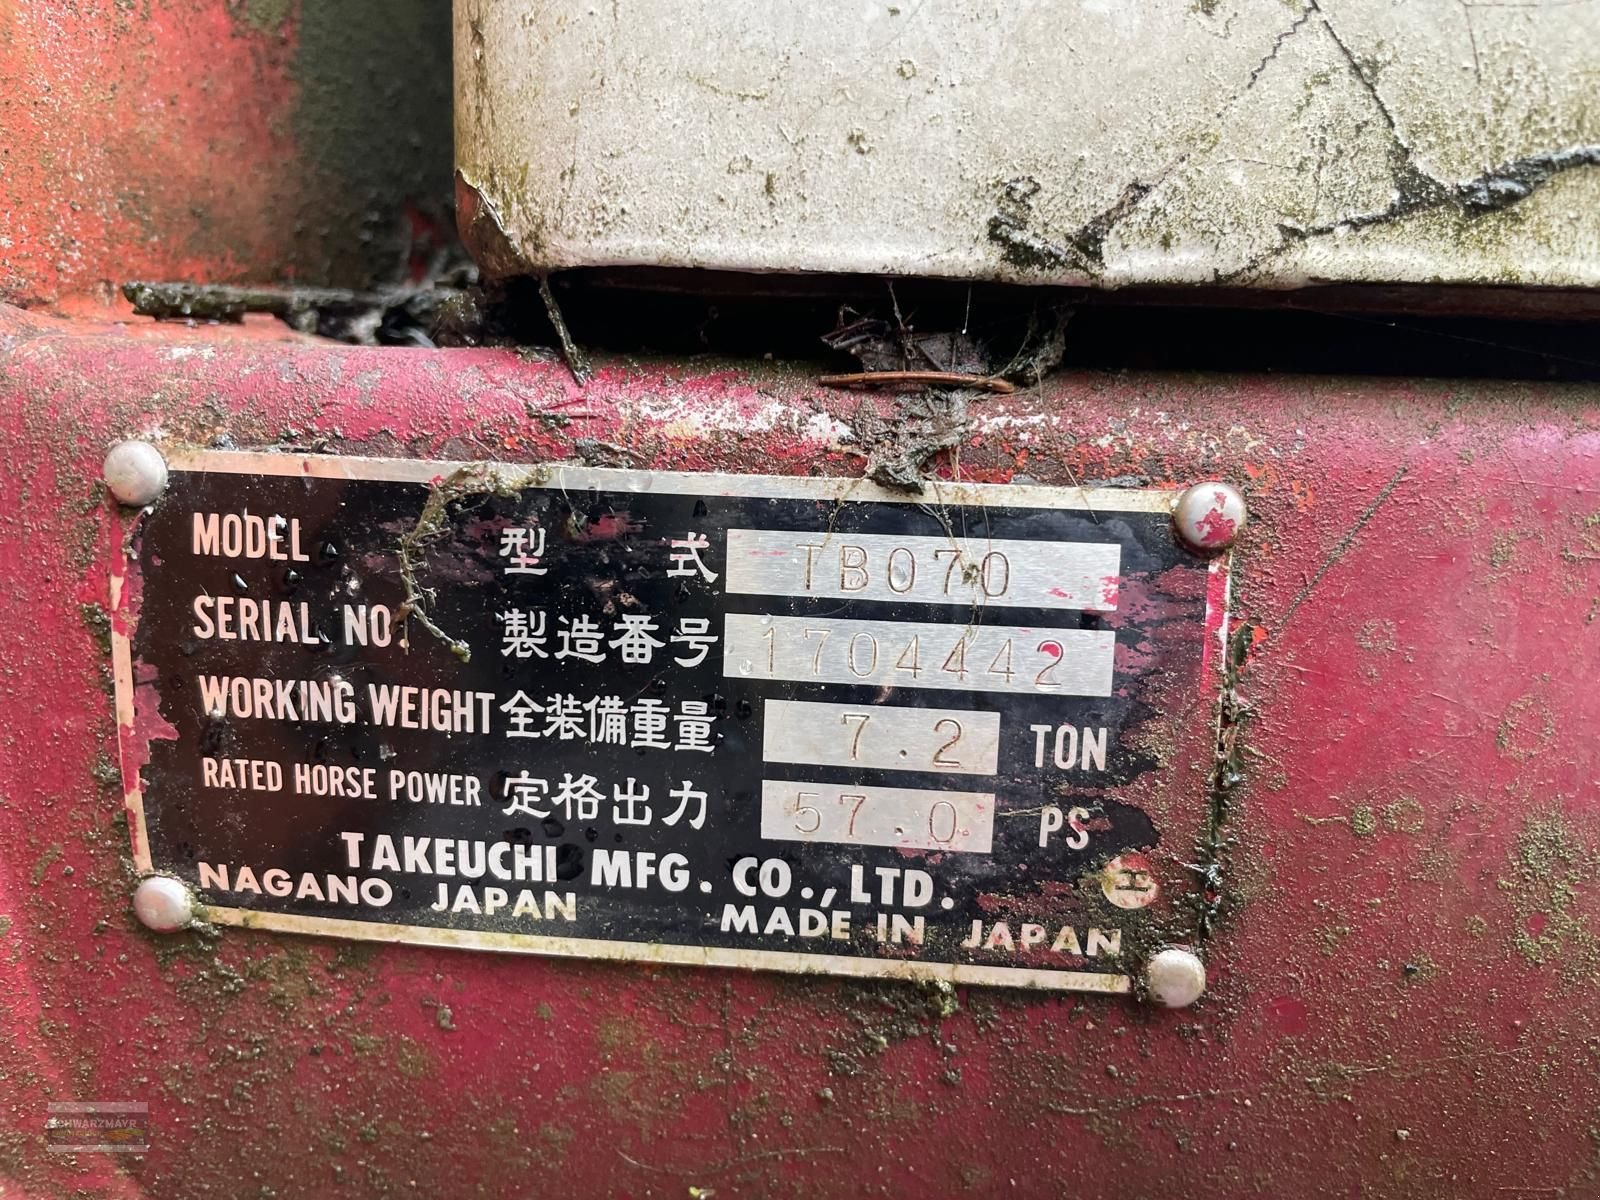 MODEL 型式 TB070
SERIAL NO. 製造番号 1704442
WORKING WEIGHT 全装備重量 7.2 TON
RATED HORSE POWER 定格出力 57.0 PS
TAKEUCHI MFG. CO., LTD.
NAGANO JAPAN MADE IN JAPAN
エ
SCHWARZMAYR